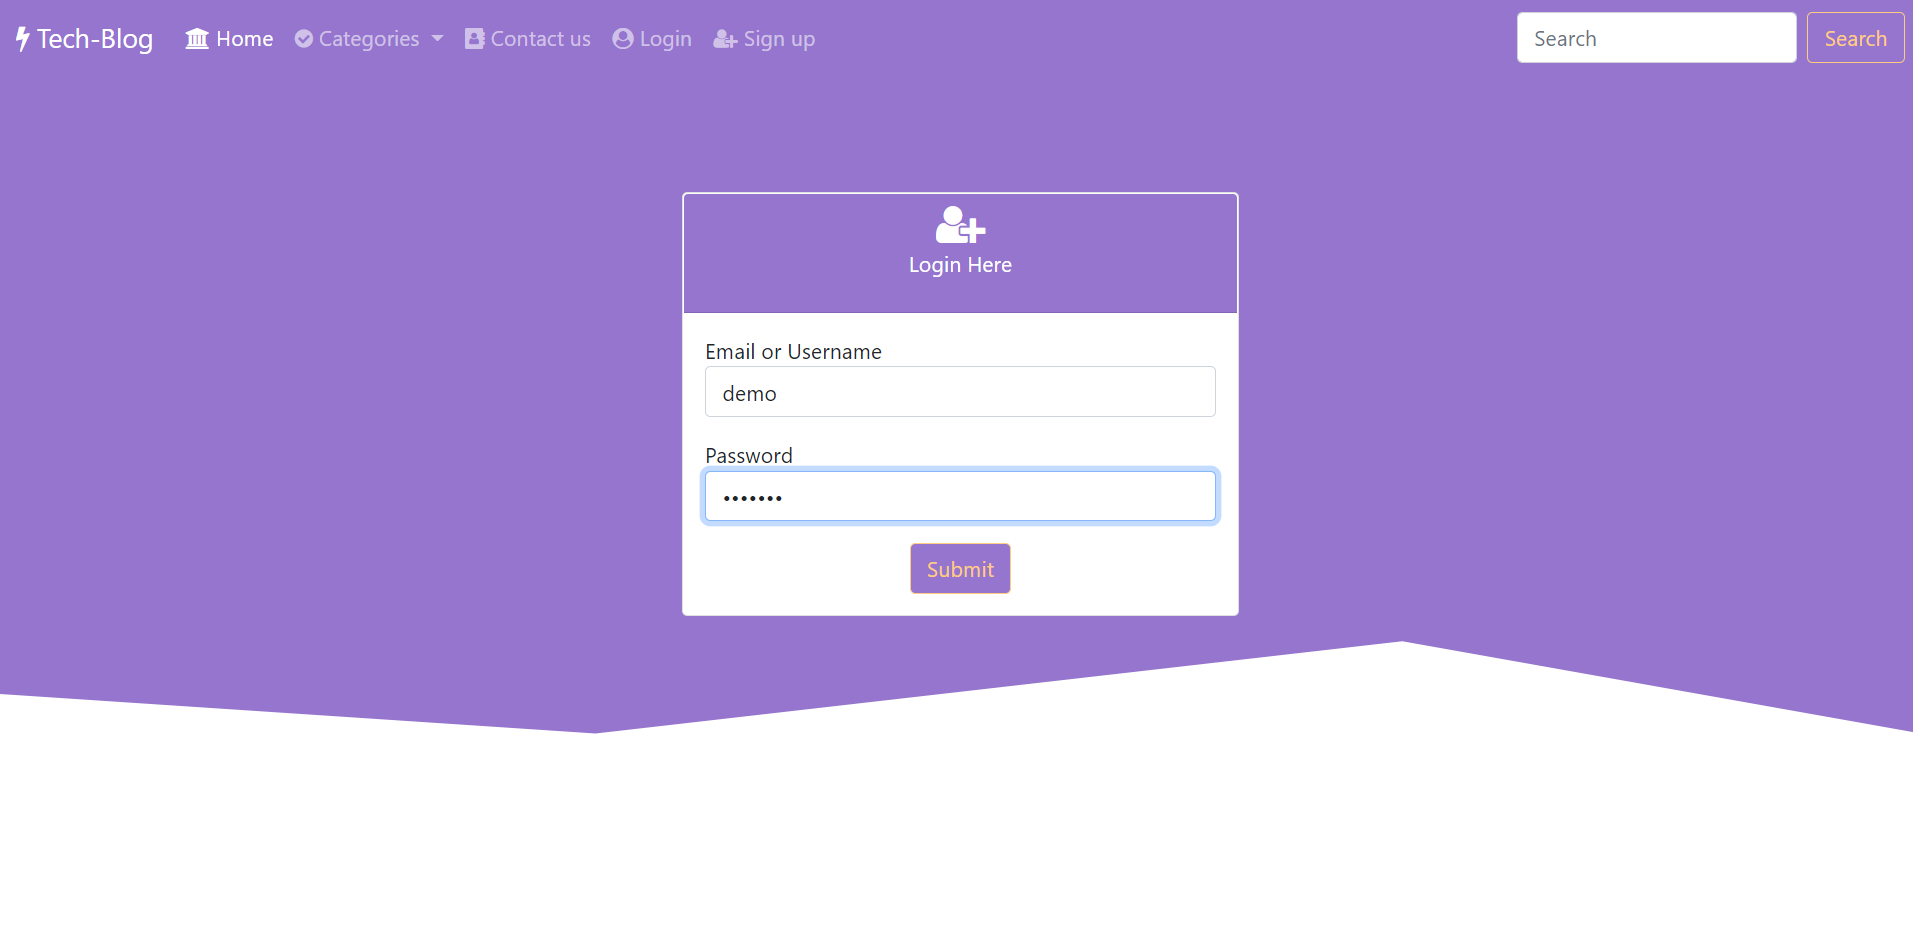 Tech-Blog Home Categories Contact us Login Sign up Search Search
Login Here
Email or Username
demo
Password
•••••••
Submit